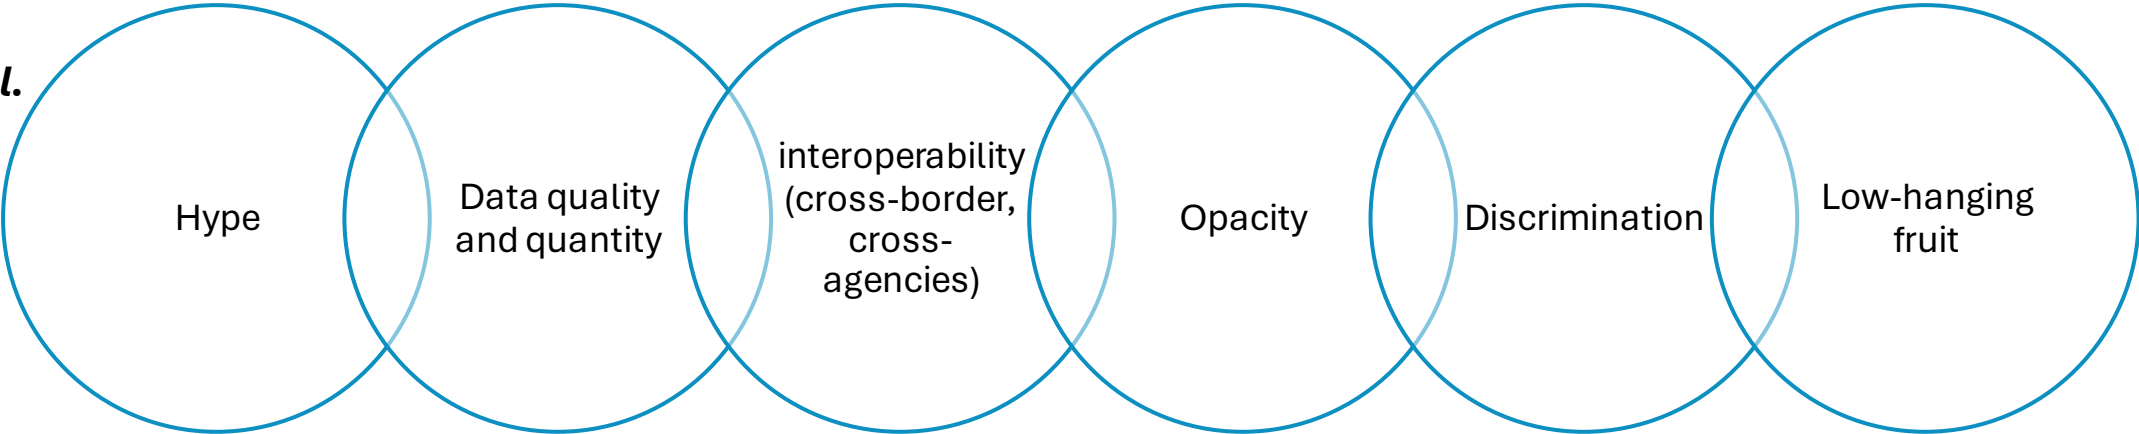 l.
Hype
Data quality
and quantity
interoperability
(cross-border,
cross-
agencies)
Opacity
Discrimination
Low-hanging
fruit